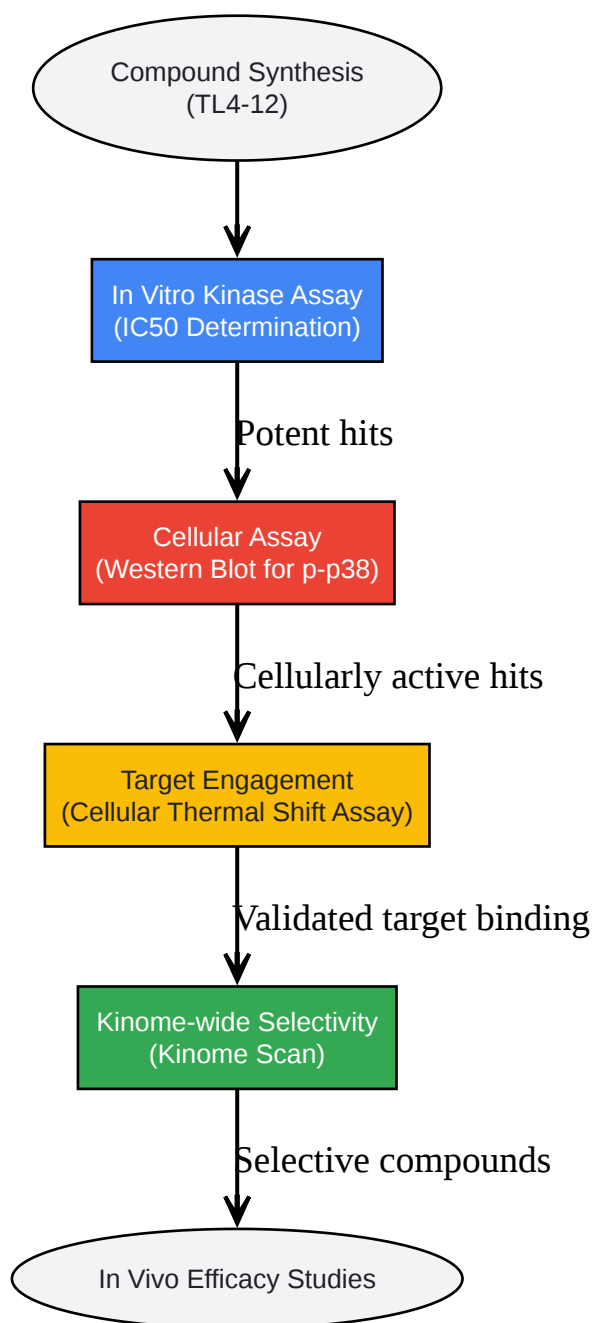 Compound Synthesis
(TL4-12)
In Vitro Kinase Assay
(IC50 Determination)
Potent hits
Cellular Assay
(Western Blot for p-p38)
Cellularly active hits
Target Engagement
(Cellular Thermal Shift Assay)
Validated target binding
Kinome-wide Selectivity
(Kinome Scan)
Selective compounds
In Vivo Efficacy Studies